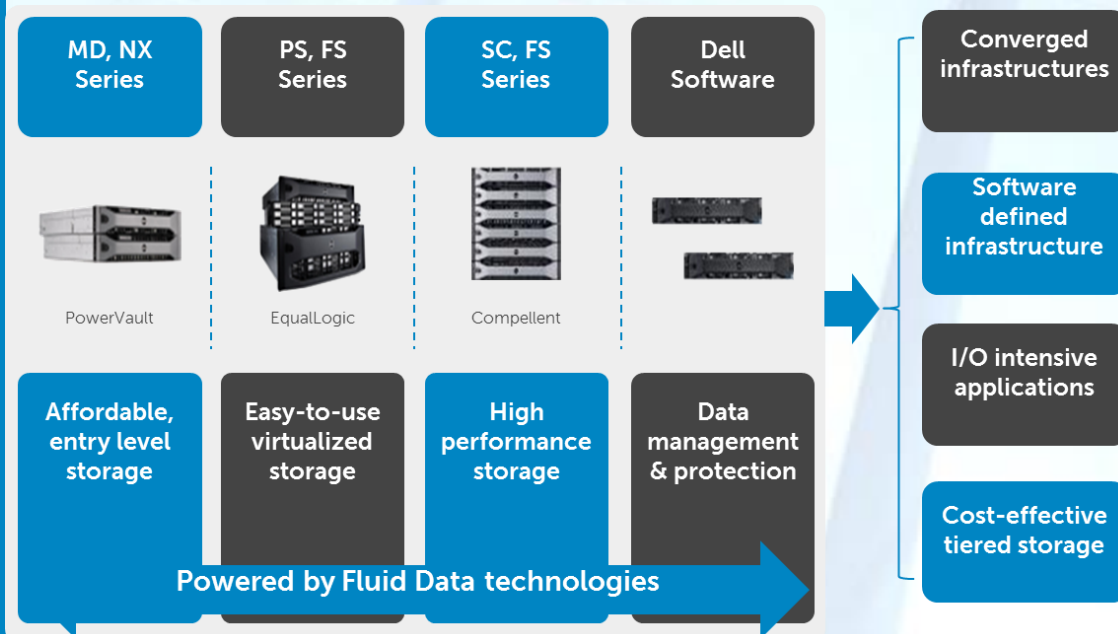 MD, NX
Series
PS, FS
Series
SC, FS
Series
Dell
Software
PowerVault
EqualLogic
Compellent
Affordable,
entry level
storage
Easy-to-use
virtualized
storage
High
performance
storage
Data
management
& protection
Powered by Fluid Data technologies
Converged
infrastructures
Software
defined
infrastructure
I/O intensive
applications
Cost-effective
tiered storage